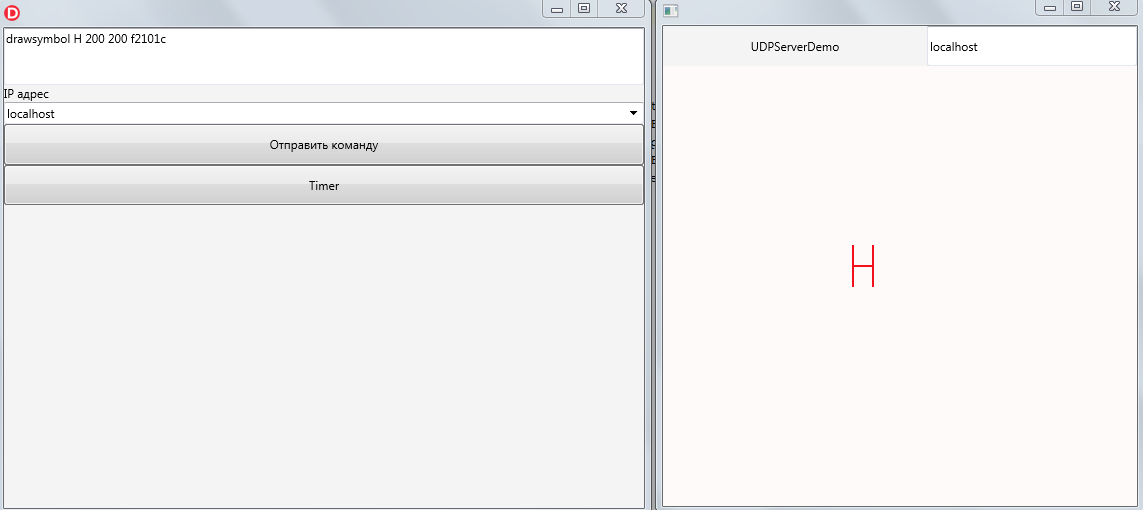 D
drawsymbol H 200 200 f2101c
IP адрес
localhost
Отправить команду
Timer
UDPServerDemo
localhost
H